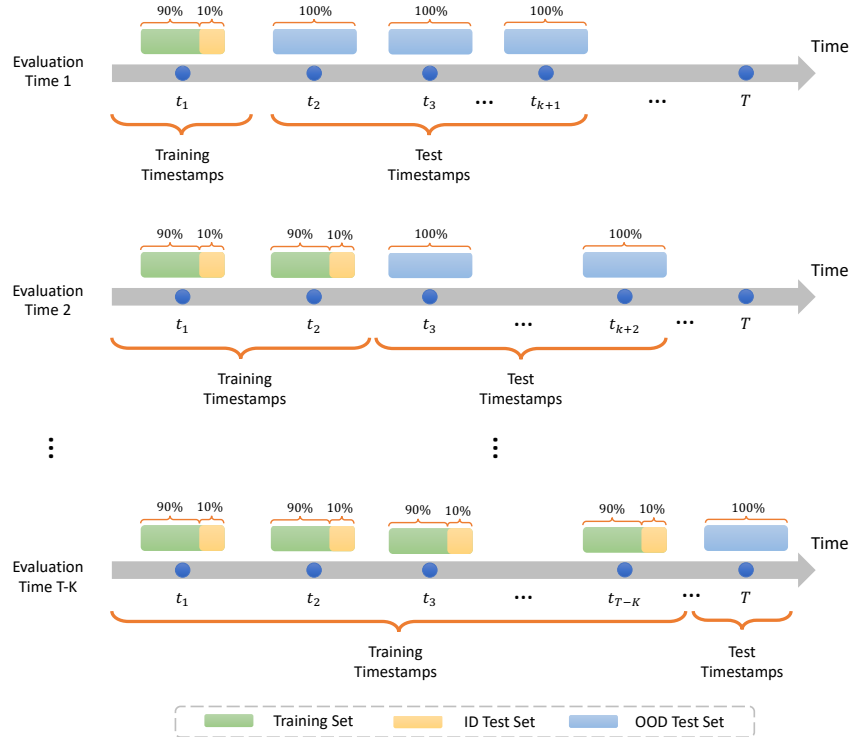 90% 10% 100% 100% 100%
Time
Evaluation
Time 1
t₁ t₂ t₃ ... tₖ₊₁ ... T
Training
Timestamps
Test
Timestamps
90% 10% 90% 10% 100% 100%
Time
Evaluation
Time 2
t₁ t₂ t₃ ... tₖ₊₂ ... T
Training
Timestamps
Test
Timestamps
⋮ ⋮
90% 10% 90% 10% 90% 10% 90% 10% 100%
Time
Evaluation
Time T-K
t₁ t₂ t₃ ... t_{T−K} ... T
Training
Timestamps
Test
Timestamps
Training Set ID Test Set OOD Test Set